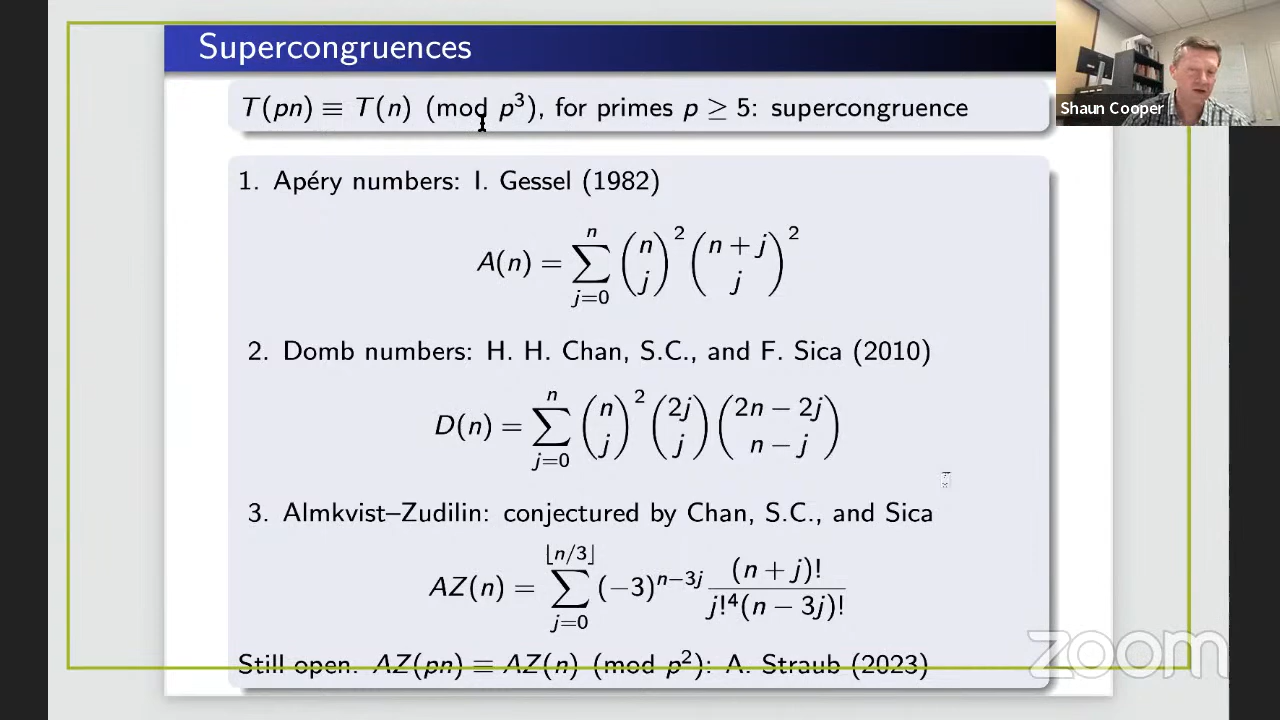 Supercongruences
T(pn) ≡ T(n) (mod p³), for primes p ≥ 5: supercongruence
Shaun Cooper
1. Apéry numbers: I. Gessel (1982)
A(n) = ∑_{j=0}^{n} \binom{n}{j}^2 \binom{n+j}{j}^2
2. Domb numbers: H. H. Chan, S.C., and F. Sica (2010)
D(n) = ∑_{j=0}^{n} \binom{n}{j}^2 \binom{2j}{j} \binom{2n−2j}{n−j}
3. Almkvist–Zudilin: conjectured by Chan, S.C., and Sica
AZ(n) = ∑_{j=0}^{⌊n/3⌋} (−3)^{n−3j} \frac{(n+j)!}{j!^4(n−3j)!}
Still open. AZ(pn) ≡ AZ(n) (mod p²): A. Straub (2023)
zoom